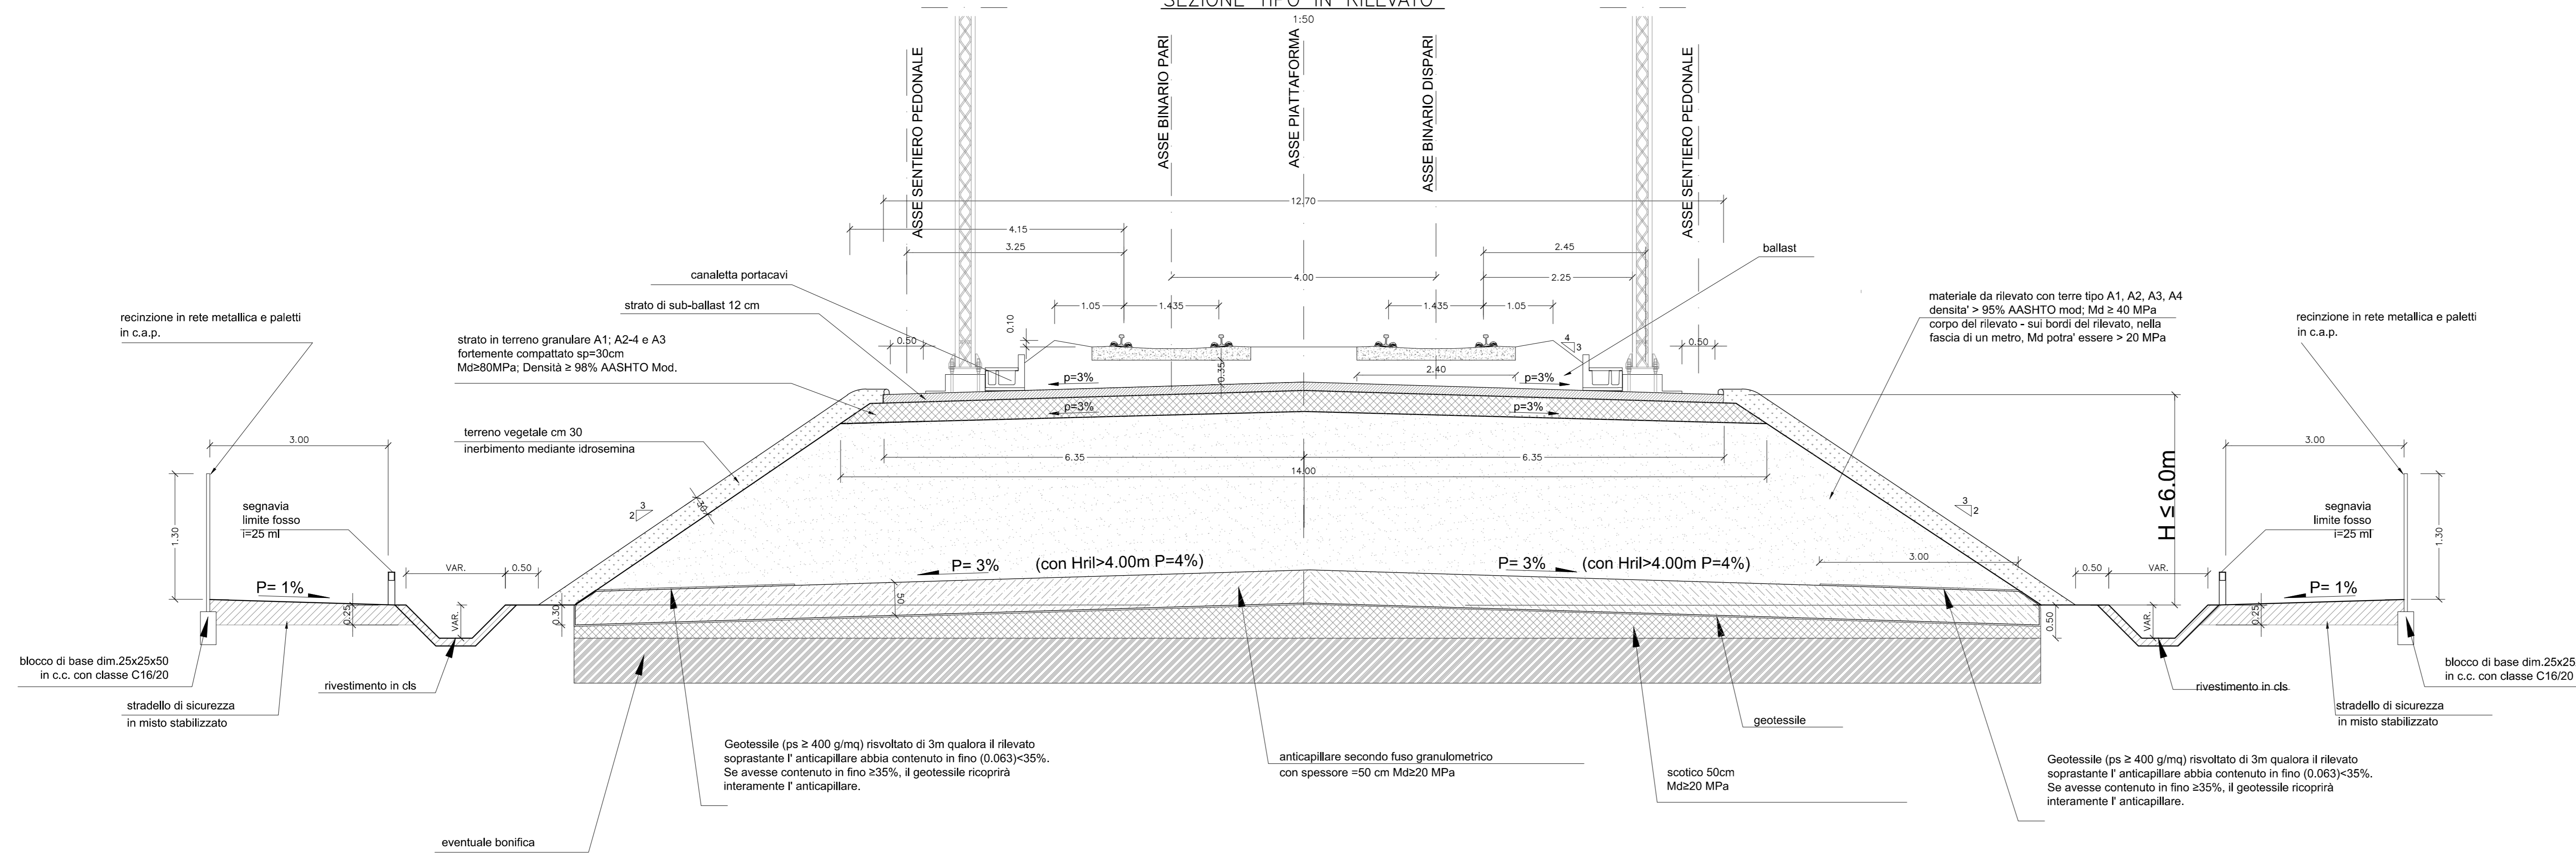 SEZIONE TIPO IN RILEVATO
1:50
ASSE SENTIERO PEDONALE
ASSE BINARIO PARI
ASSE PIATTAFORMA
ASSE BINARIO DISPARI
ASSE SENTIERO PEDONALE
12.70
4.15
3.25
2.45
4.00
2.25
1.05
1.435
1.435
1.05
ballast
canaletta portacavi
strato di sub-ballast 12 cm
recinzione in rete metallica e paletti
in c.a.p.
strato in terreno granulare A1; A2-4 e A3
fortemente compattato sp=30cm
Md≥80MPa; Densità ≥ 98% AASHTO Mod.
0.50
0.10
4
3
0.50
0.35
2.40
p=3%
p=3%
p=3%
p=3%
materiale da rilevato con terre tipo A1, A2, A3, A4
densita' > 95% AASHTO mod; Md ≥ 40 MPa
corpo del rilevato - sui bordi del rilevato, nella
fascia di un metro, Md potra' essere > 20 MPa
recinzione in rete metallica e paletti
in c.a.p.
terreno vegetale cm 30
inerbimento mediante idrosemina
3.00
6.35
6.35
14.00
3.00
1.30
segnavia
limite fosso
i=25 ml
3
2
30
3
2
H ≤6.0m
segnavia
limite fosso
i=25 ml
1.30
P= 3%
(con Hril>4.00m P=4%)
P= 3%
(con Hril>4.00m P=4%)
3.00
VAR.
0.50
0.50
VAR.
P= 1%
P= 1%
0.25
VAR.
0.30
50
0.50
VAR.
0.25
blocco di base dim.25x25x50
in c.c. con classe C16/20
rivestimento in cls
stradello di sicurezza
in misto stabilizzato
blocco di base dim.25x25
in c.c. con classe C16/20
rivestimento in cls
stradello di sicurezza
in misto stabilizzato
geotessile
Geotessile (ps ≥ 400 g/mq) risvoltato di 3m qualora il rilevato
soprastante l' anticapillare abbia contenuto in fino (0.063)<35%.
Se avesse contenuto in fino ≥35%, il geotessile ricoprirà
interamente l' anticapillare.
anticapillare secondo fuso granulometrico
con spessore =50 cm Md≥20 MPa
scotico 50cm
Md≥20 MPa
Geotessile (ps ≥ 400 g/mq) risvoltato di 3m qualora il rilevato
soprastante l' anticapillare abbia contenuto in fino (0.063)<35%.
Se avesse contenuto in fino ≥35%, il geotessile ricoprirà
interamente l' anticapillare.
eventuale bonifica